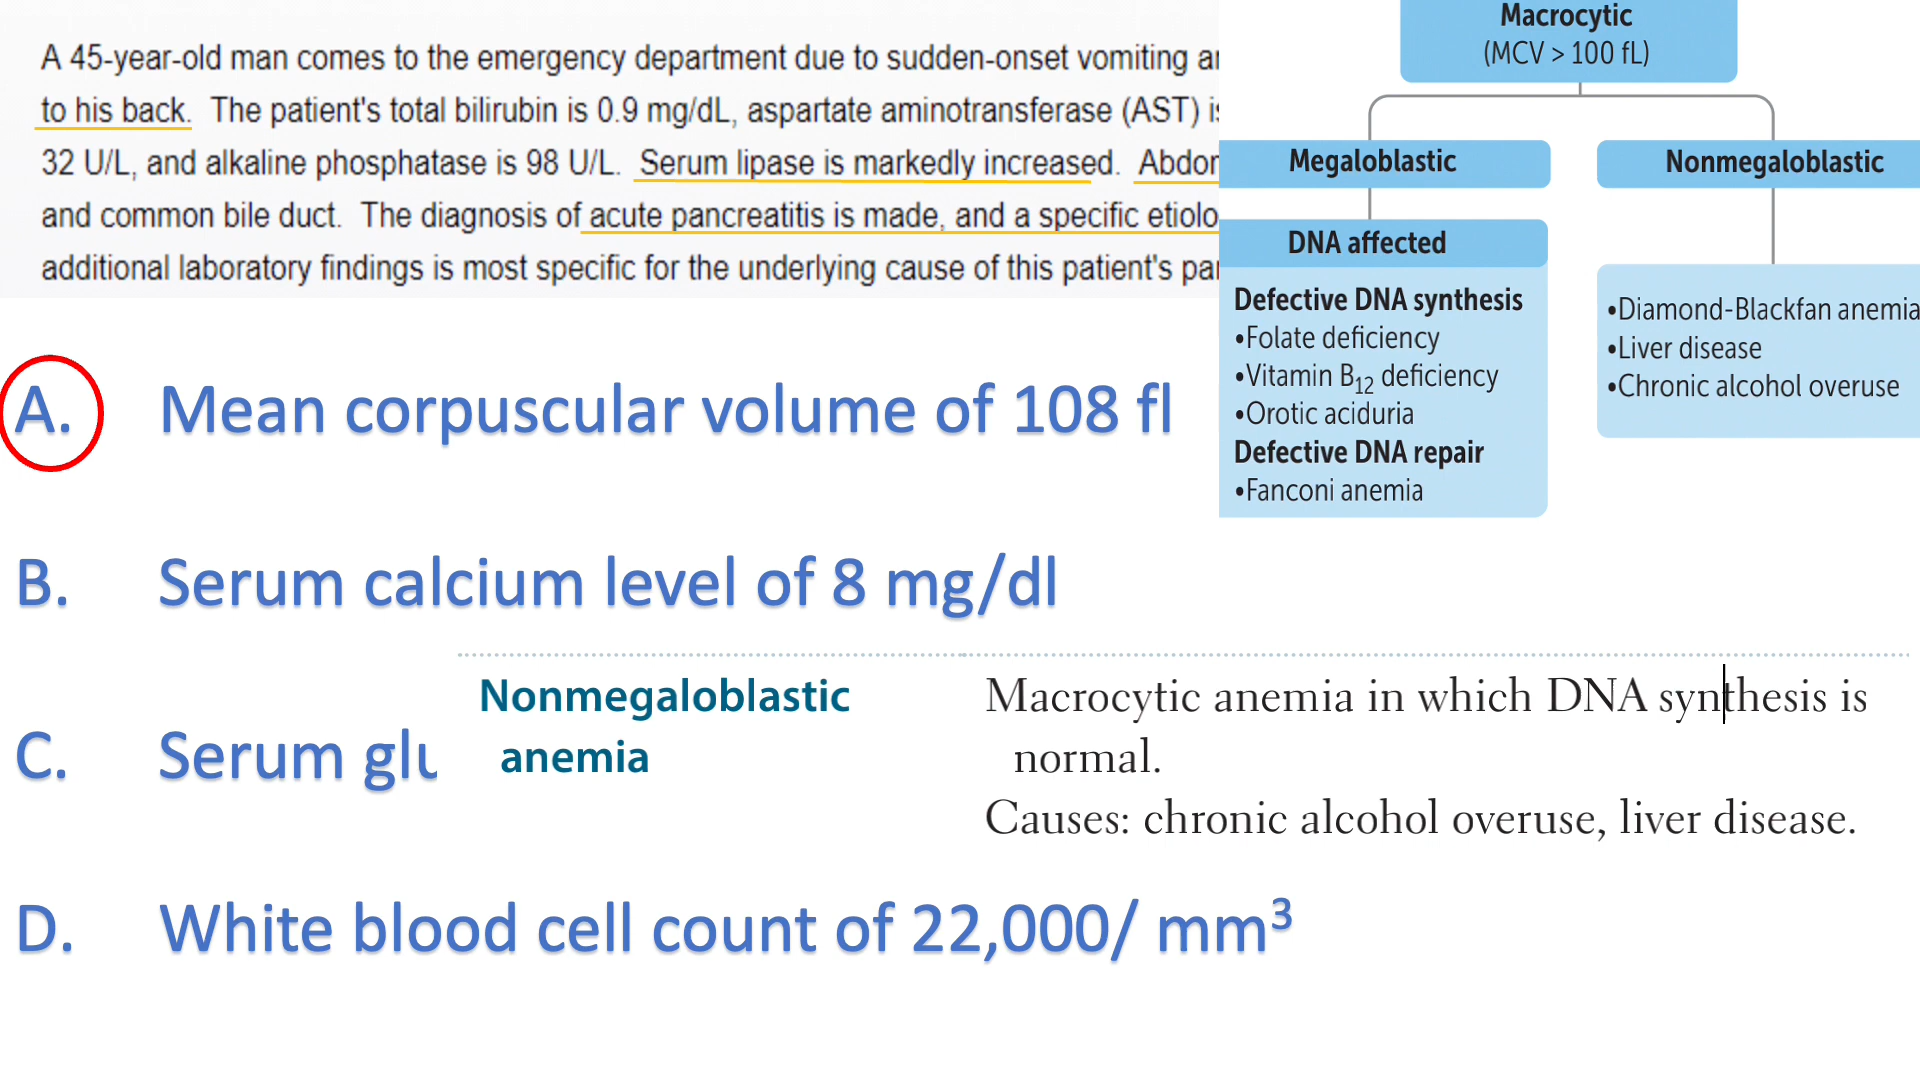 A 45-year-old man comes to the emergency department due to sudden-onset vomiting
to his back. The patient's total bilirubin is 0.9 mg/dL, aspartate aminotransferase (AST)
32 U/L, and alkaline phosphatase is 98 U/L. Serum lipase is markedly increased.
and common bile duct. The diagnosis of acute pancreatitis is made, and a specific
additional laboratory findings is most specific for the underlying cause of this patient's
Macrocytic
(MCV > 100 fL)
Megaloblastic
Nonmegaloblastic
DNA affected
Defective DNA synthesis
•Folate deficiency
•Vitamin B12 deficiency
•Orotic aciduria
Defective DNA repair
•Fanconi anemia
•Diamond-Blackfan anemia
•Liver disease
•Chronic alcohol overuse
A. Mean corpuscular volume of 108 fl
B. Serum calcium level of 8 mg/dl
C. Serum
Nonmegaloblastic
anemia
Macrocytic anemia in which DNA synthesis is
normal.
Causes: chronic alcohol overuse, liver disease.
D. White blood cell count of 22,000/ mm³